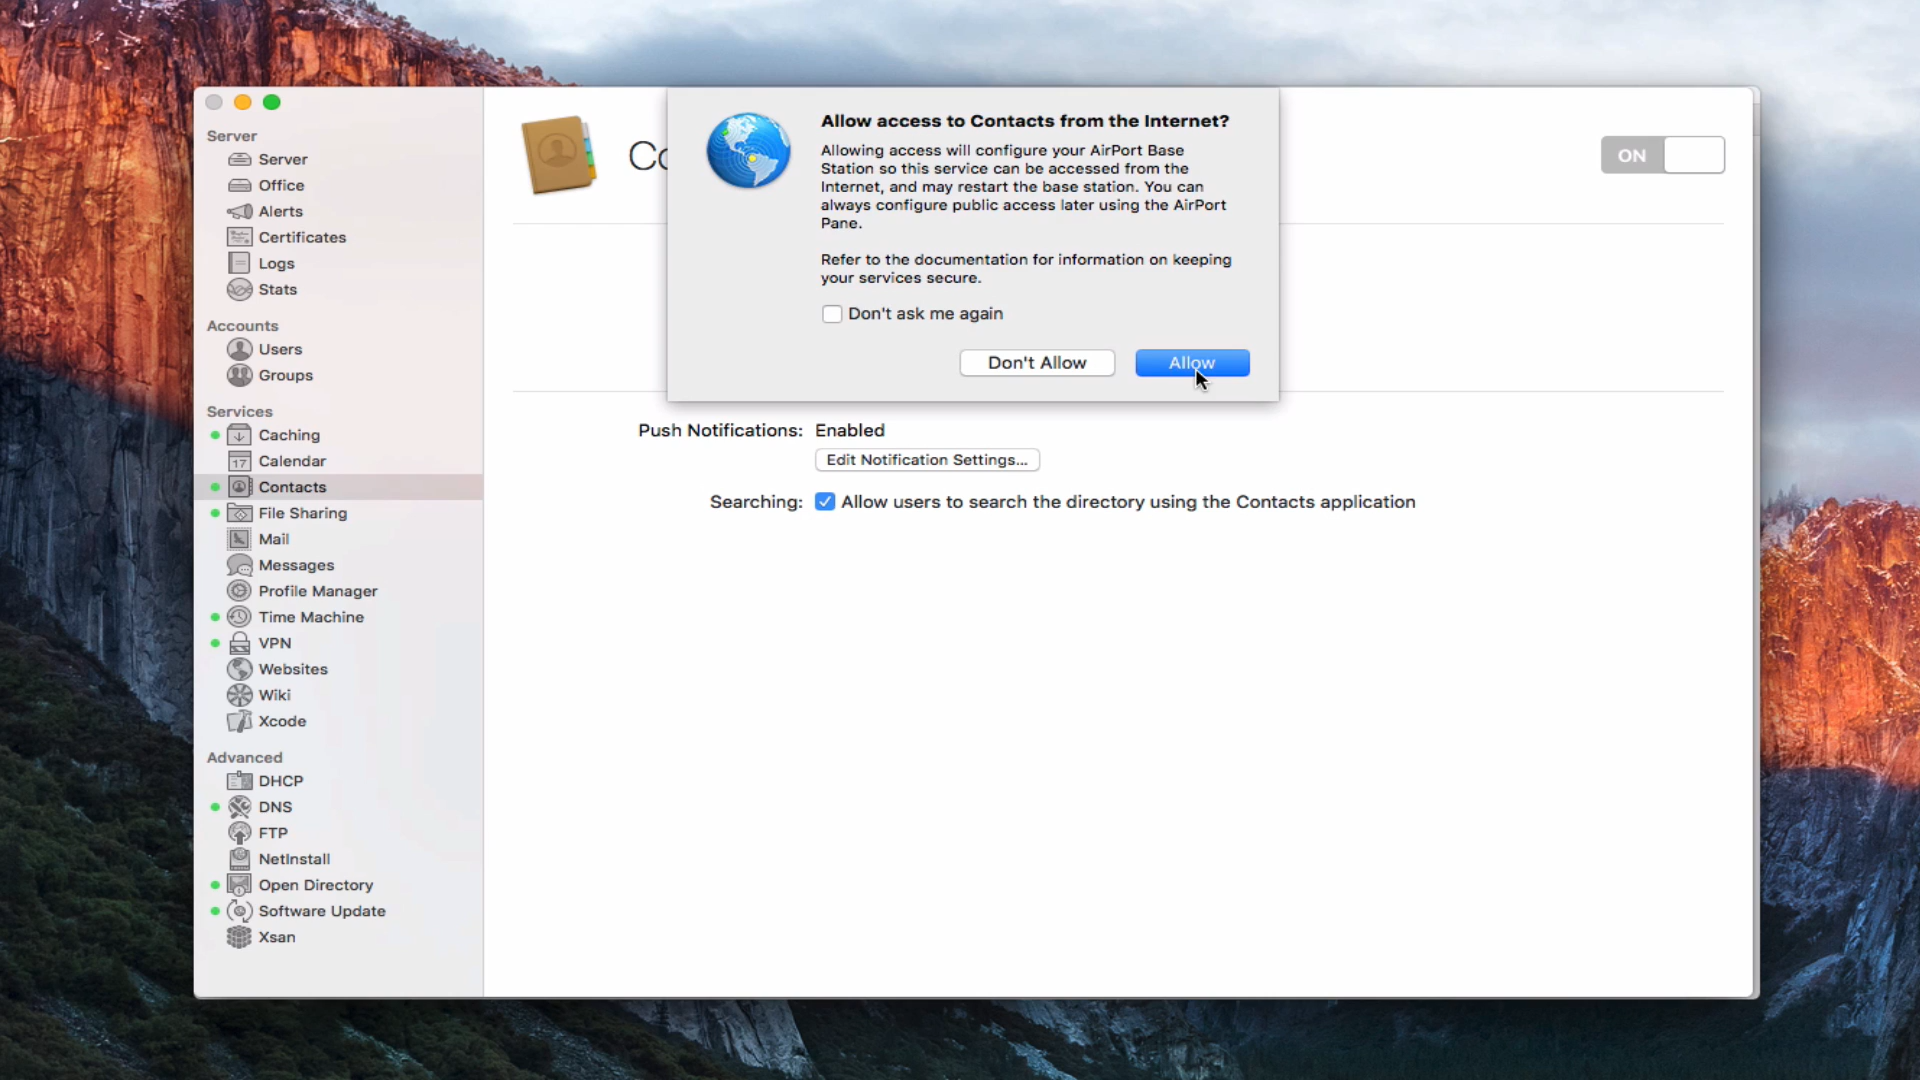 Server
Server
Office
Alerts
Certificates
Logs
Stats
Accounts
Users
Groups
Services
Caching
17
Calendar
Contacts
File Sharing
Mail
Messages
Profile Manager
Time Machine
VPN
Websites
Wiki
Xcode
Advanced
DHCP
DNS
FTP
NetInstall
Open Directory
Software Update
Xsan
Co
ON
Allow access to Contacts from the Internet?
Allowing access will configure your AirPort Base
Station so this service can be accessed from the
Internet, and may restart the base station. You can
always configure public access later using the AirPort
Pane.
Refer to the documentation for information on keeping
your services secure.
Don't ask me again
Don't Allow
Allow
Push Notifications: Enabled
Edit Notification Settings...
Searching: Allow users to search the directory using the Contacts application